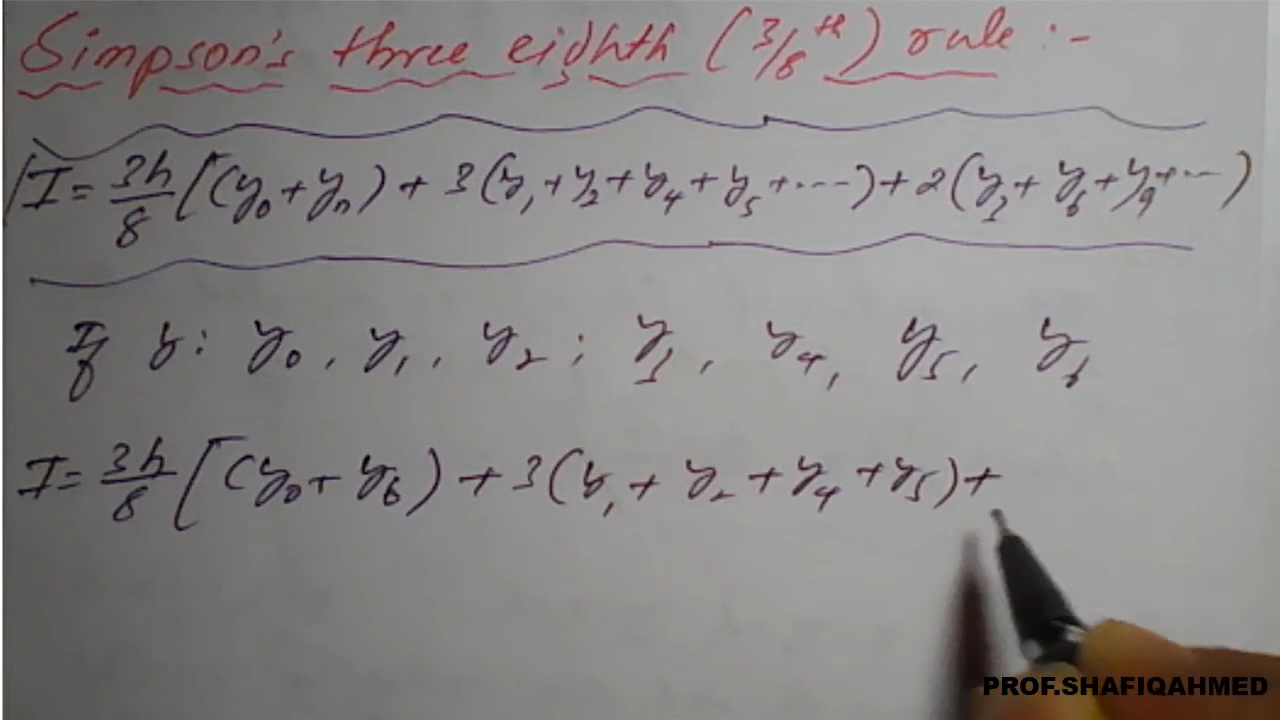 Simpson's three eighth (3/8th) rule :-
I = 3h/8 [(y₀ + yₙ) + 3(y₁ + y₂ + y₄ + y₅ + ....) + 2(y₃ + y₆ + y₉ + ...)
If y: y₀, y₁, y₂; y₃, y₄, y₅, y₆
I = 3h/8 [(y₀ + y₆) + 3(y₁ + y₂ + y₄ + y₅) +
PROF.SHAFIQAHMED